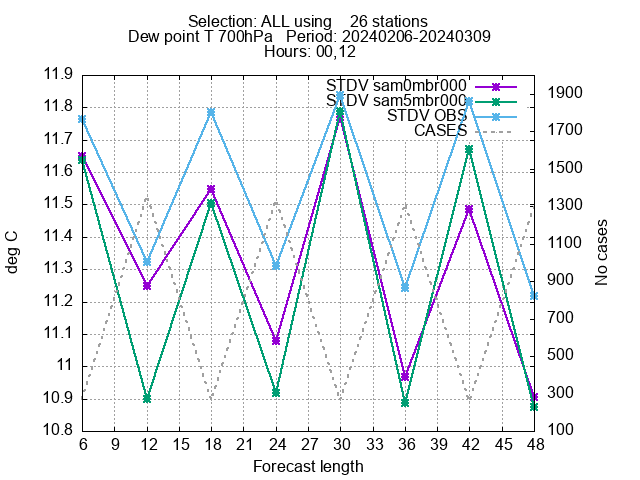 Selection: ALL using    26 stations
Dew point T 700hPa   Period: 20240206-20240309
Hours: 00,12
STDV sam0mbr000
STDV sam5mbr000
STDV OBS
CASES
11.9
11.8
11.7
11.6
11.5
11.4
11.3
11.2
11.1
11
10.9
10.8
deg C
1900
1700
1500
1300
1100
900
700
500
300
100
No cases
6 9 12 15 18 21 24 27 30 33 36 39 42 45 48
Forecast length